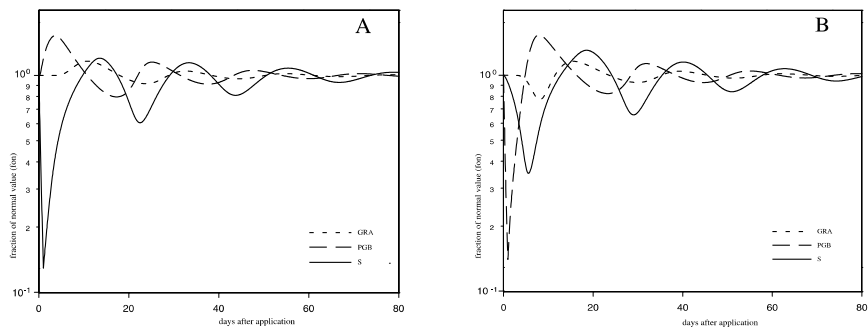 A
10⁰
9
8
7
6
5
4
3
2
10⁻¹
fraction of normal value (fon)
GRA
PGB
S
0
20
40
60
80
days after application
B
10⁰
9
8
7
6
5
4
3
2
10⁻¹
fraction of normal value (fon)
GRA
PGB
S
0
20
40
60
80
days after application